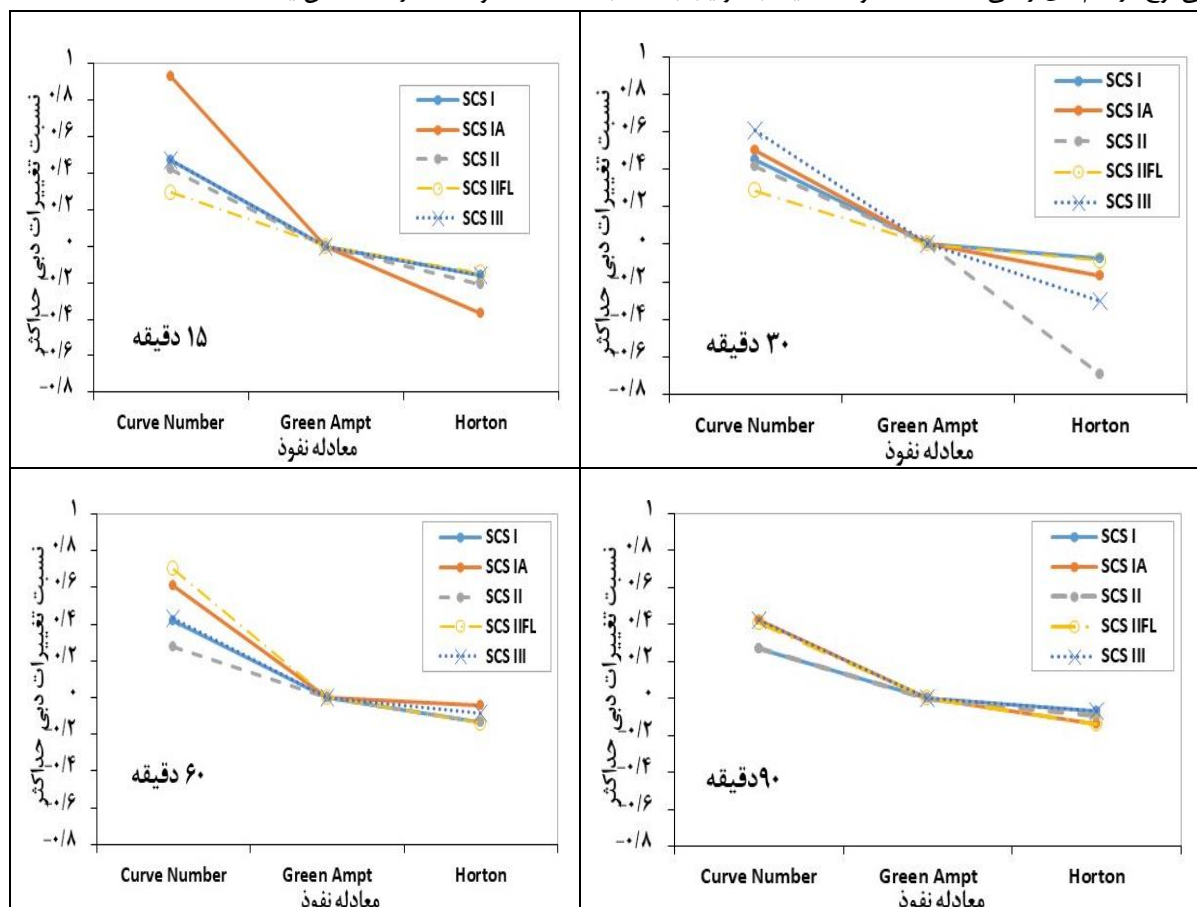 ۱
۰/۸
۰/۶
۰/۴
۰/۲
۰
-۰/۲
-۰/۴
-۰/۶
-۰/۸
نسبت تغییرات دبی حداکثر
SCS I
SCS IA
SCS II
SCS IIFL
SCS III
۱۵ دقیقه
Curve Number
Green Ampt
Horton
معادله نفوذ
۱
۰/۸
۰/۶
۰/۴
۰/۲
۰
-۰/۲
-۰/۴
-۰/۶
-۰/۸
نسبت تغییرات دبی حداکثر
SCS I
SCS IA
SCS II
SCS IIFL
SCS III
۳۰ دقیقه
Curve Number
Green Ampt
Horton
معادله نفوذ
۱
۰/۸
۰/۶
۰/۴
۰/۲
۰
-۰/۲
-۰/۴
-۰/۶
-۰/۸
نسبت تغییرات دبی حداکثر
SCS I
SCS IA
SCS II
SCS IIFL
SCS III
۶۰ دقیقه
Curve Number
Green Ampt
Horton
معادله نفوذ
۱
۰/۸
۰/۶
۰/۴
۰/۲
۰
-۰/۲
-۰/۴
-۰/۶
-۰/۸
نسبت تغییرات دبی حداکثر
SCS I
SCS IA
SCS II
SCS IIFL
SCS III
۹۰دقیقه
Curve Number
Green Ampt
Horton
معادله نفوذ